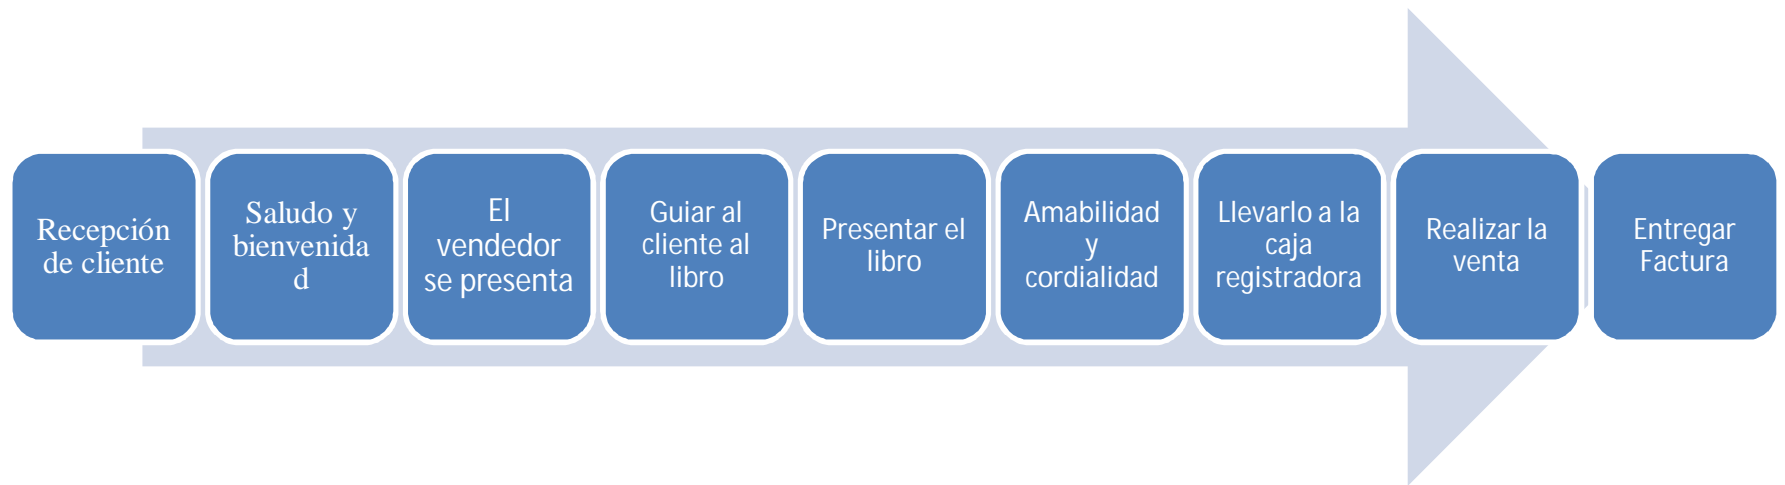 Recepción
de cliente
Saludo y
bienvenida
d
El
vendedor
se presenta
Guiar al
cliente al
libro
Presentar el
libro
Amabilidad
y
cordialidad
Llevarlo a la
caja
registradora
Realizar la
venta
Entregar
Factura